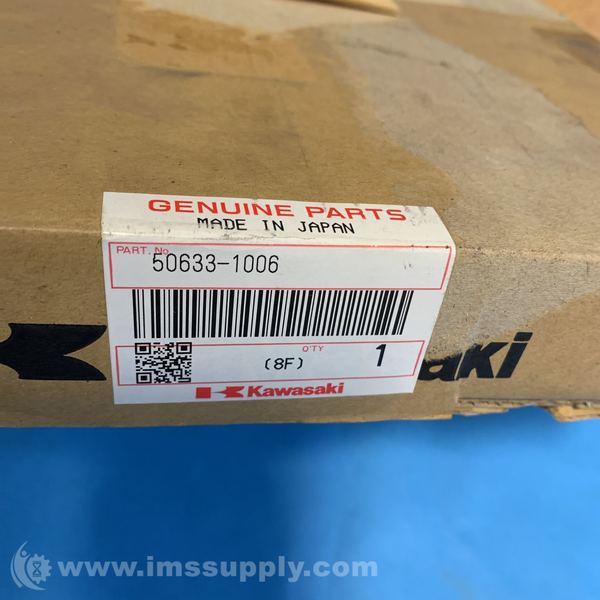 GENUINE PARTS
MADE IN JAPAN
PART. No.
50633-1006
(8F)
Q'TY
1
Kawasaki
aki
www.imssupply.com